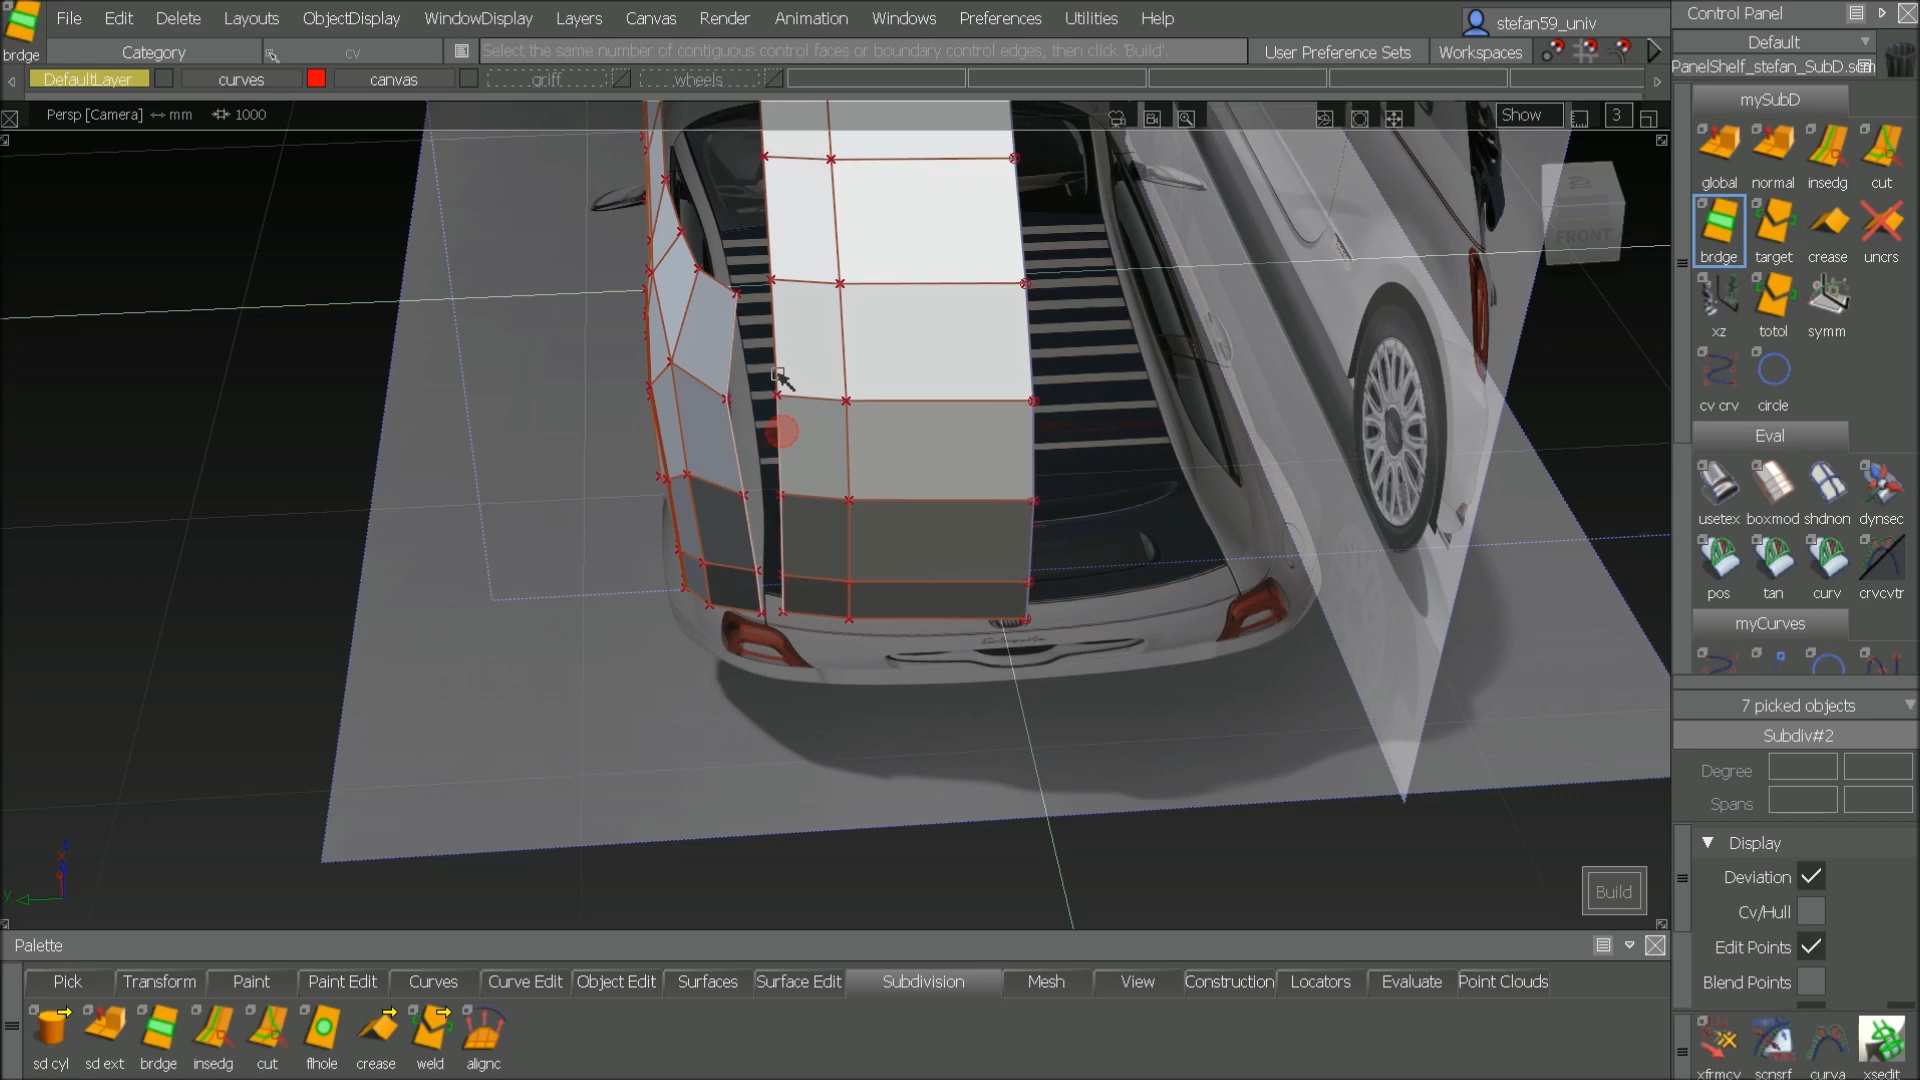 File Edit Delete Layouts ObjectDisplay WindowDisplay Layers Canvas Render Animation Windows Preferences Utilities Help
stefan59_univ
Control Panel
brdge
Category
cv
Select the same number of contiguous control faces or boundary control edges, then click 'Build'.
User Preference Sets
Workspaces
Default
DefaultLayer
curves
canvas
griff
wheels
Persp [Camera] mm 1000
Show
3
mySubD
global normal insedg cut
brdge target crease uncrs
xz totol symm
cv crv circle
Eval
usetex boxmod shdnon dynsec
pos tan curv crvcvtr
myCurves
FRONT
7 picked objects
Subdiv#2
Degree
Spans
Display
Deviation
Cv/Hull
Edit Points
Blend Points
Build
Palette
Pick Transform Paint Paint Edit Curves Curve Edit Object Edit Surfaces Surface Edit Subdivision Mesh View Construction Locators Evaluate Point Clouds
sd cyl sd ext brdge insedg cut flhole crease weld alignc
xfrmcv scnsrf curva xsedit